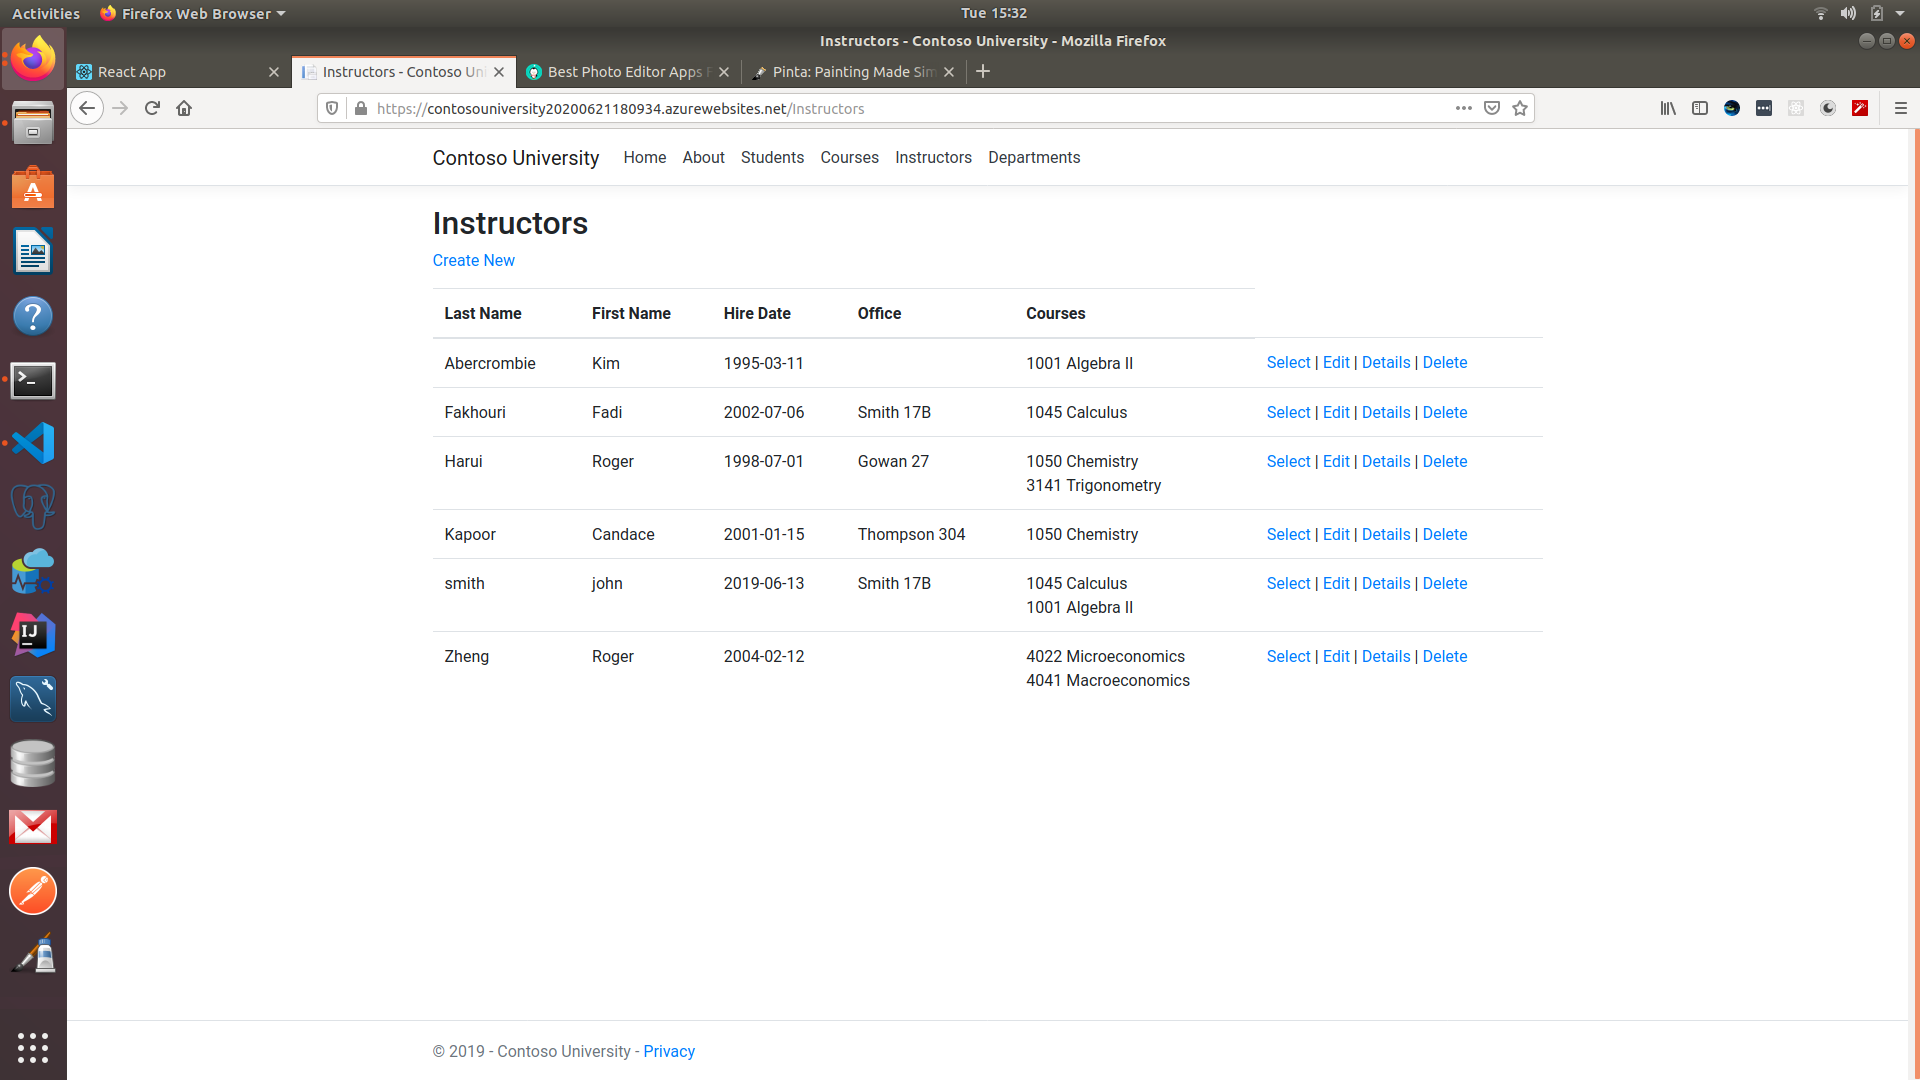 Activities Firefox Web Browser Tue 15:32
Instructors - Contoso University - Mozilla Firefox
React App Instructors - Contoso Uni Best Photo Editor Apps F Pinta: Painting Made Sim
https://contosouniversity20200621180934.azurewebsites.net/Instructors
Contoso University Home About Students Courses Instructors Departments
Instructors
Create New
Last Name First Name Hire Date Office Courses
Abercrombie Kim 1995-03-11 1001 Algebra II Select | Edit | Details | Delete
Fakhouri Fadi 2002-07-06 Smith 17B 1045 Calculus Select | Edit | Details | Delete
Harui Roger 1998-07-01 Gowan 27 1050 Chemistry Select | Edit | Details | Delete
3141 Trigonometry
Kapoor Candace 2001-01-15 Thompson 304 1050 Chemistry Select | Edit | Details | Delete
smith john 2019-06-13 Smith 17B 1045 Calculus Select | Edit | Details | Delete
1001 Algebra II
Zheng Roger 2004-02-12 4022 Microeconomics Select | Edit | Details | Delete
4041 Macroeconomics
© 2019 - Contoso University - Privacy